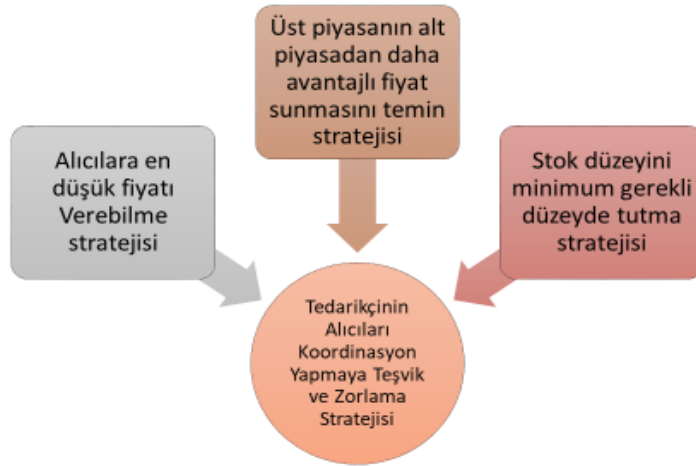 Alıcılara en
düşük fiyatı
Verebilme
stratejisi
Üst piyasanın alt
piyasadan daha
avantajlı fiyat
sunmasını temin
stratejisi
Stok düzeyini
minimum gerekli
düzeyde tutma
stratejisi
Tedarikçinin
Alıcıları
Koordinasyon
Yapmaya Teşvik
ve Zorlama
Stratejisi